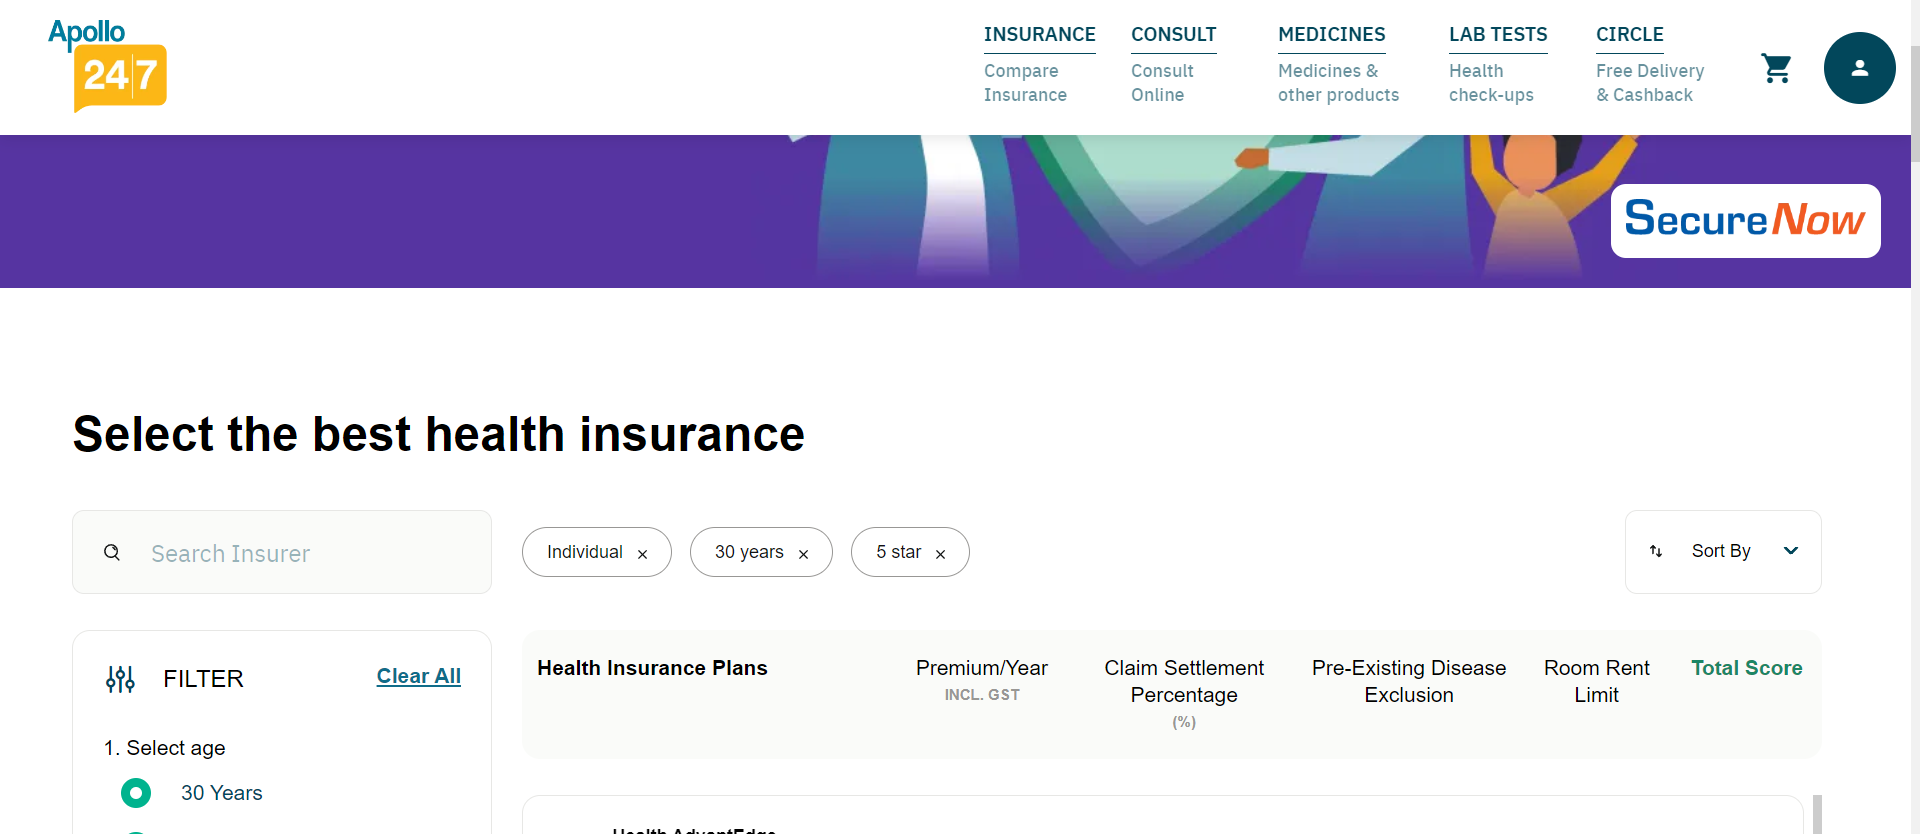 Apollo
24|7
INSURANCE
Compare
Insurance
CONSULT
Consult
Online
MEDICINES
Medicines &
other products
LAB TESTS
Health
check-ups
CIRCLE
Free Delivery
& Cashback
SecureNow
Select the best health insurance
Search Insurer
Individual ×
30 years ×
5 star ×
Sort By
FILTER
Clear All
1. Select age
30 Years
Health Insurance Plans
Premium/Year
INCL. GST
Claim Settlement
Percentage
(%)
Pre-Existing Disease
Exclusion
Room Rent
Limit
Total Score
Health AdvantEdge